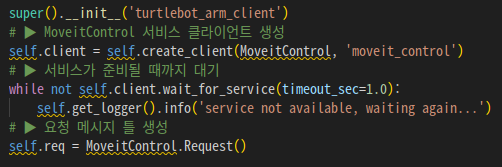 super().__init__('turtlebot_arm_client')
# ▶ MoveitControl 서비스 클라이언트 생성
self.client = self.create_client(MoveitControl, 'moveit_control')
# ▶ 서비스가 준비될 때까지 대기
while not self.client.wait_for_service(timeout_sec=1.0):
    self.get_logger().info('service not available, waiting again...')
# ▶ 요청 메시지 틀 생성
self.req = MoveitControl.Request()